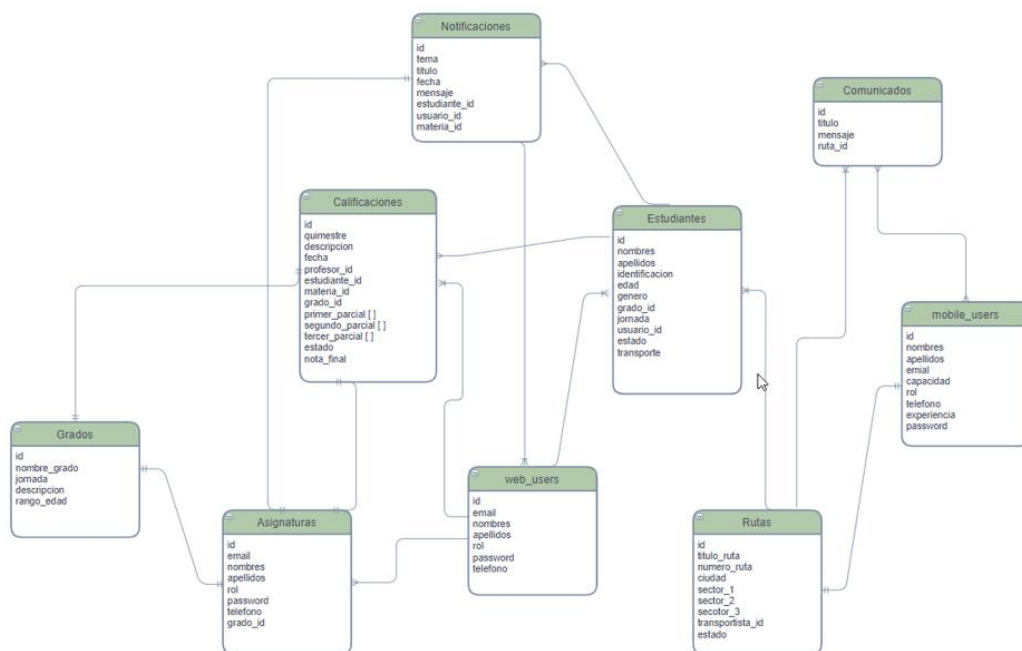 Notificaciones
id
tema
titulo
fecha
mensaje
estudiante_id
usuario_id
materia_id
Comunicados
id
titulo
mensaje
ruta_id
Calificaciones
id
quimestre
descripcion
fecha
profesor_id
estudiante_id
materia_id
grado_id
primer_parcial [ ]
segundo_parcial [ ]
tercer_parcial [ ]
estado
nota_final
Estudiantes
id
nombres
apellidos
identificacion
edad
genero
grado_id
jornada
usuario_id
estado
transporte
mobile_users
id
nombres
apellidos
emial
capacidad
rol
telefono
experiencia
password
Grados
id
nombre_grado
jornada
descripcion
rango_edad
Asignaturas
id
email
nombres
apellidos
rol
password
telefono
grado_id
web_users
id
email
nombres
apellidos
rol
password
telefono
Rutas
id
titulo_ruta
numero_ruta
ciudad
sector_1
sector_2
secotor_3
transportista_id
estado